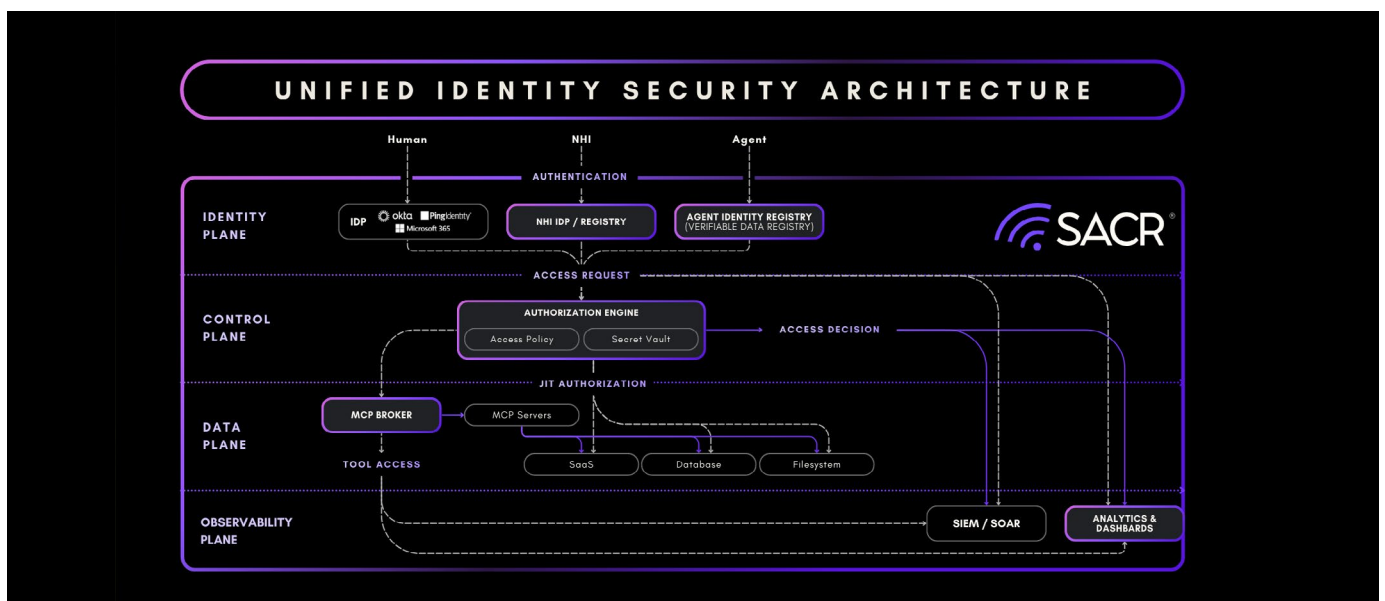 UNIFIED IDENTITY SECURITY ARCHITECTURE
Human
NHI
Agent
AUTHENTICATION
IDENTITY
PLANE
IDP
okta
PingIdentity
Microsoft 365
NHI IDP / REGISTRY
AGENT IDENTITY REGISTRY
(VERIFIABLE DATA REGISTRY)
SACR®
ACCESS REQUEST
CONTROL
PLANE
AUTHORIZATION ENGINE
Access Policy
Secret Vault
ACCESS DECISION
JIT AUTHORIZATION
DATA
PLANE
MCP BROKER
MCP Servers
TOOL ACCESS
SaaS
Database
Filesystem
OBSERVABILITY
PLANE
SIEM / SOAR
ANALYTICS &
DASHBARDS